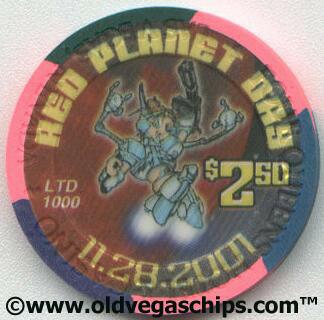 RED PLANET DAY
$2.50
LTD
1000
11.28.2001
© www.oldvegaschips.com™